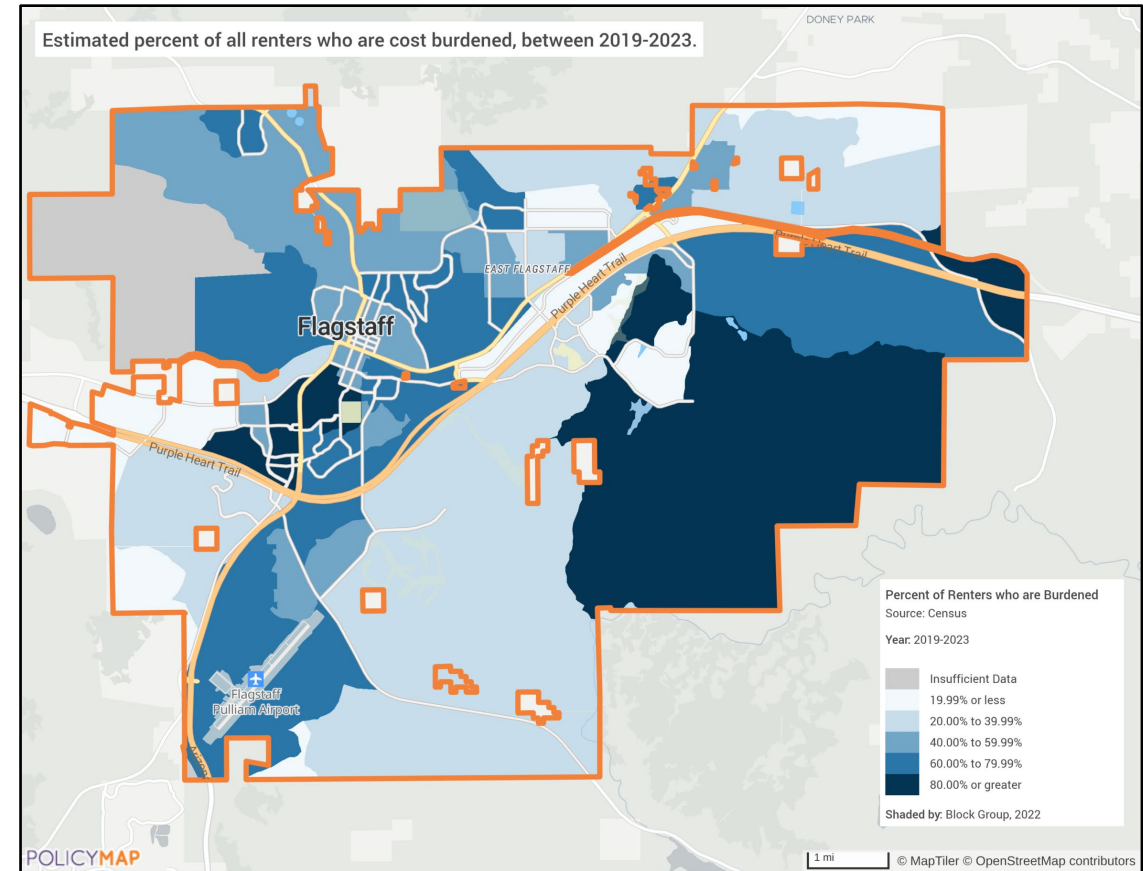 DONEY PARK
Estimated percent of all renters who are cost burdened, between 2019-2023.
Purple Heart Trail
EAST FLAGSTAFF
Purple Heart Trail
Flagstaff
Purple Heart Trail
Flagstaff
Pulliam Airport
Percent of Renters who are Burdened
Source: Census
Year: 2019-2023
Insufficient Data
19.99% or less
20.00% to 39.99%
40.00% to 59.99%
60.00% to 79.99%
80.00% or greater
Shaded by: Block Group, 2022
POLICYMAP
1 mi
© MapTiler © OpenStreetMap contributors